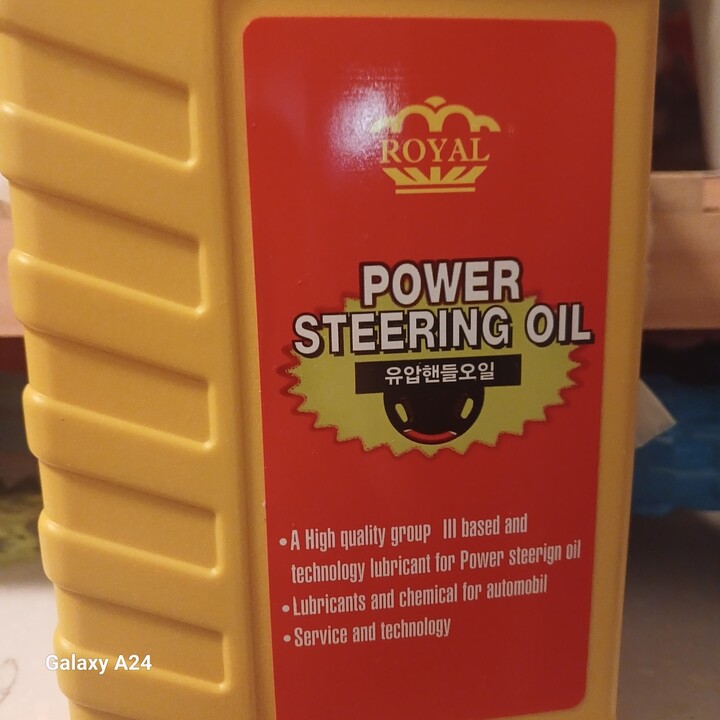 ROYAL
POWER
STEERING OIL
유압핸들오일
•A High quality group III based and
technology lubricant for Power steerign oil
•Lubricants and chemical for automobil
•Service and technology
Galaxy A24